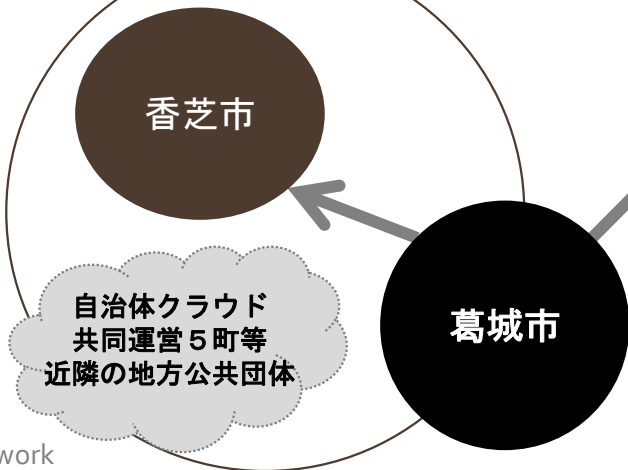 香芝市
葛城市
自治体クラウド
共同運営５町等
近隣の地方公共団体
work